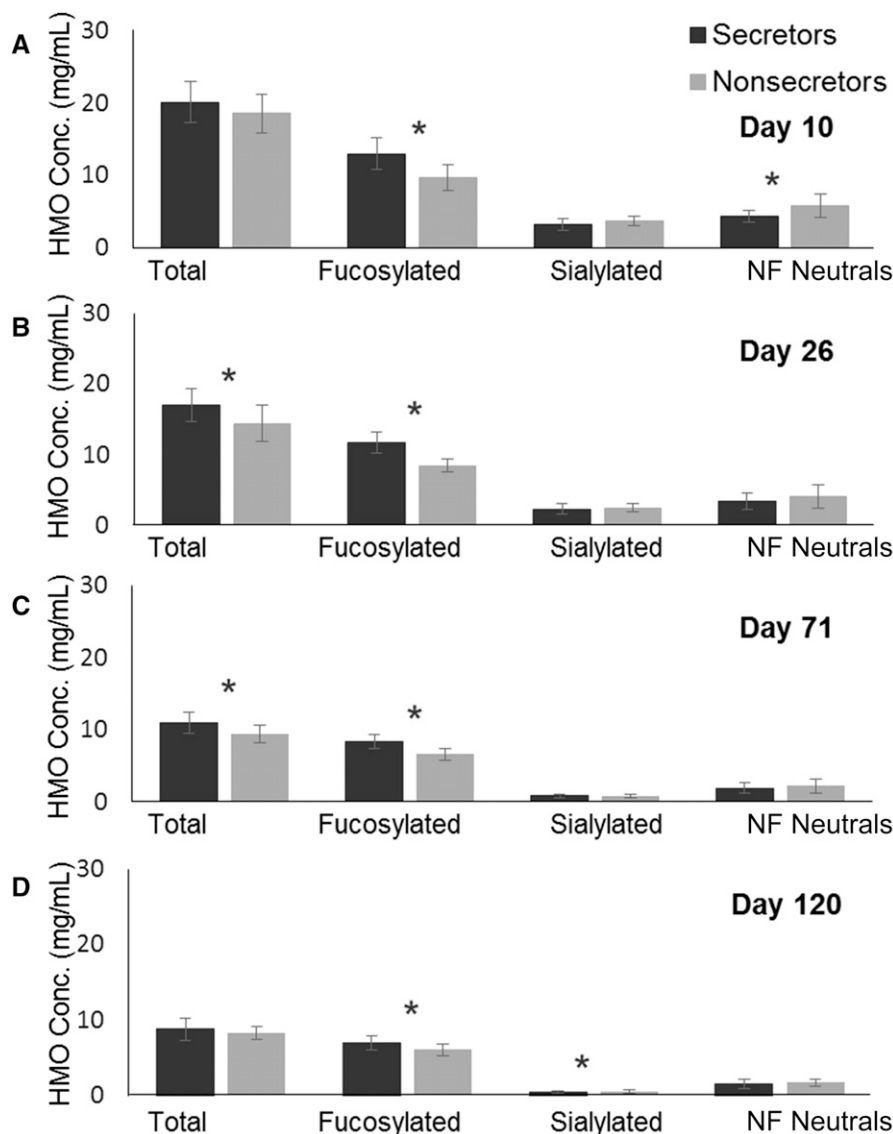 A
HMO Conc. (mg/mL)
30
20
10
0
Secretors
Nonsecretors
Day 10
*
*
Total Fucosylated Sialylated NF Neutrals
B
HMO Conc. (mg/mL)
30
20
10
0
Day 26
*
*
Total Fucosylated Sialylated NF Neutrals
C
HMO Conc. (mg/mL)
30
20
10
0
Day 71
*
*
Total Fucosylated Sialylated NF Neutrals
D
HMO Conc. (mg/mL)
30
20
10
0
Day 120
*
*
Total Fucosylated Sialylated NF Neutrals